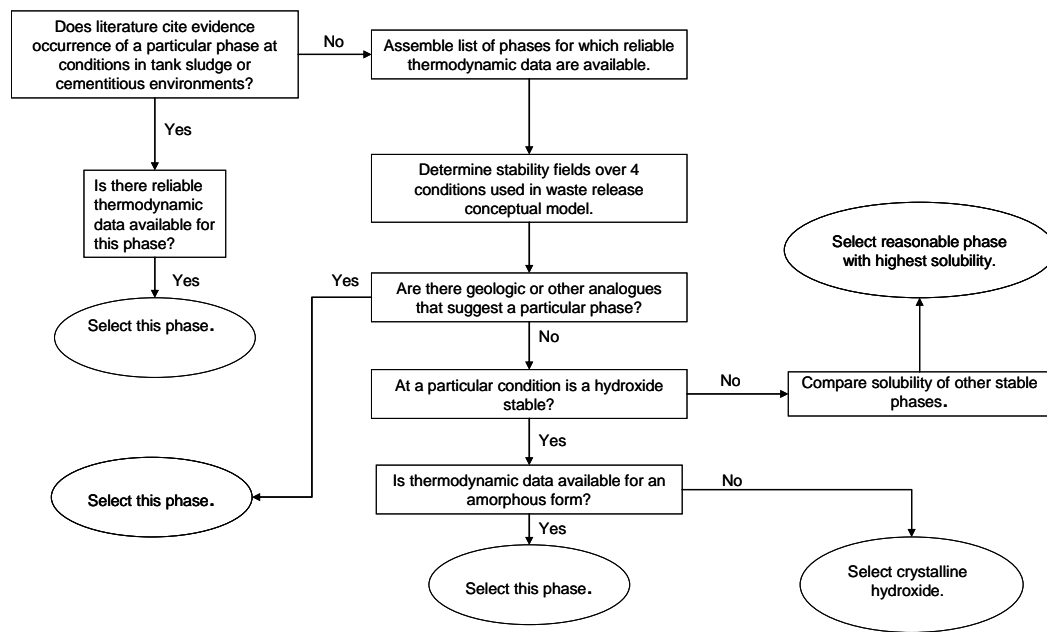 Does literature cite evidence
occurrence of a particular phase at
conditions in tank sludge or
cementitious environments?
No
Assemble list of phases for which reliable
thermodynamic data are available.
Yes
Is there reliable
thermodynamic
data available for
this phase?
Determine stability fields over 4
conditions used in waste release
conceptual model.
Select reasonable phase
with highest solubility.
Yes
Select this phase.
Yes
Are there geologic or other analogues
that suggest a particular phase?
No
At a particular condition is a hydroxide
stable?
No
Compare solubility of other stable
phases.
Yes
Select this phase.
Is thermodynamic data available for an
amorphous form?
No
Yes
Select this phase.
Select crystalline
hydroxide.